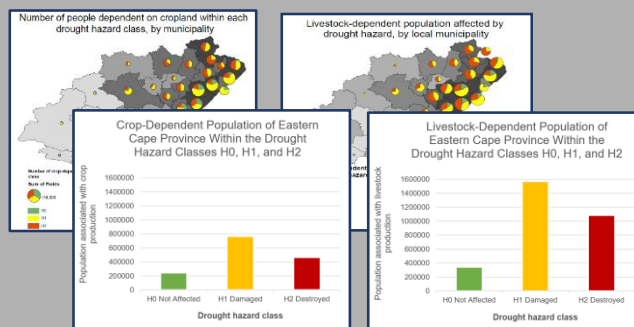 Number of people dependent on cropland within each
drought hazard class, by municipality
Livestock-dependent population affected by
drought hazard, by local municipality
Number of crop-dep
class
Sum of Fields
H0
H1
Crop-Dependent Population of Eastern
Cape Province Within the Drought
Hazard Classes H0, H1, and H2
Population associated with crop
production
1600000
1400000
1200000
1000000
800000
600000
400000
200000
0
H0 Not Affected
H1 Damaged
H2 Destroyed
Drought hazard class
Livestock-Dependent Population of
Eastern Cape Province Within the
Drought Hazard Classes H0, H1, and H2
Population associated with livestock
production
1600000
1400000
1200000
1000000
800000
600000
400000
200000
0
H0 Not Affected
H1 Damaged
H2 Destroyed
Drought hazard class